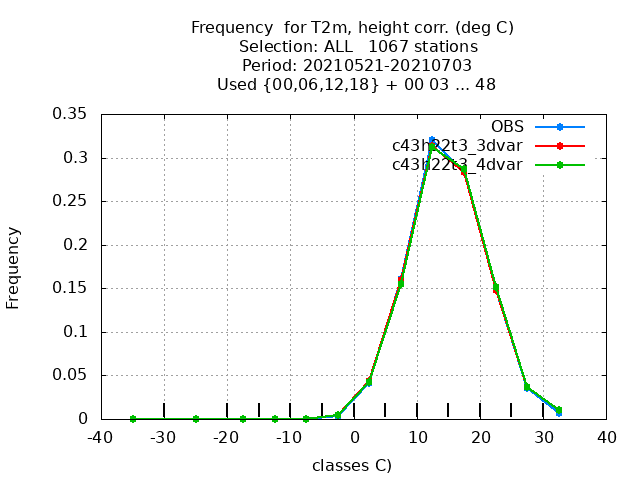 Frequency  for T2m, height corr. (deg C)
Selection: ALL   1067 stations
Period: 20210521-20210703
Used {00,06,12,18} + 00 03 ... 48
OBS
c43h22t3_3dvar
c43h22t3_4dvar
0.35
0.3
0.25
0.2
0.15
0.1
0.05
0
Frequency
-40 -30 -20 -10 0 10 20 30 40
classes C)